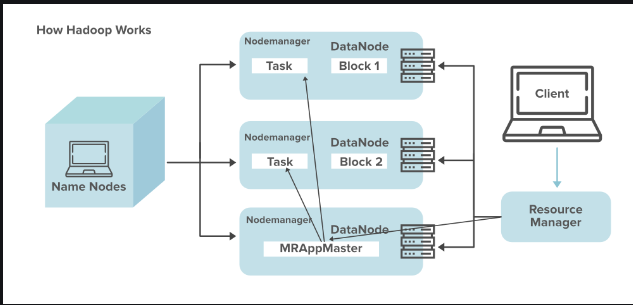 How Hadoop Works
Nodemanager
DataNode
Task
Block 1
Nodemanager
DataNode
Task
Block 2
Nodemanager
DataNode
MRAppMaster
Name Nodes
Client
Resource
Manager